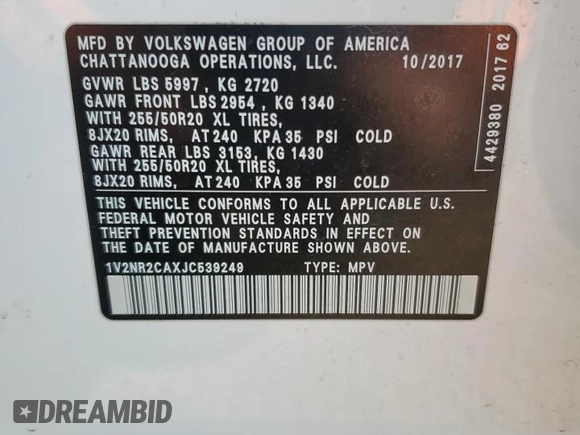 MFD BY VOLKSWAGEN GROUP OF AMERICA
CHATTANOOGA OPERATIONS, LLC. 10/2017
GVWR LBS 5997 , KG 2720
GAWR FRONT LBS 2954 , KG 1340
WITH 255/50R20 XL TIRES,
8JX20 RIMS, AT 240 KPA 35 PSI COLD
GAWR REAR LBS 3153, KG 1430
WITH 255/50R20 XL TIRES,
8JX20 RIMS, AT 240 KPA 35 PSI COLD
THIS VEHICLE CONFORMS TO ALL APPLICABLE U.S.
FEDERAL MOTOR VEHICLE SAFETY AND
THEFT PREVENTION STANDARDS IN EFFECT ON THE
DATE OF MANUFACTURE SHOWN ABOVE.
1V2NR2CAXJC539249 TYPE: MPV
4429380 2017 62
DREAMBID